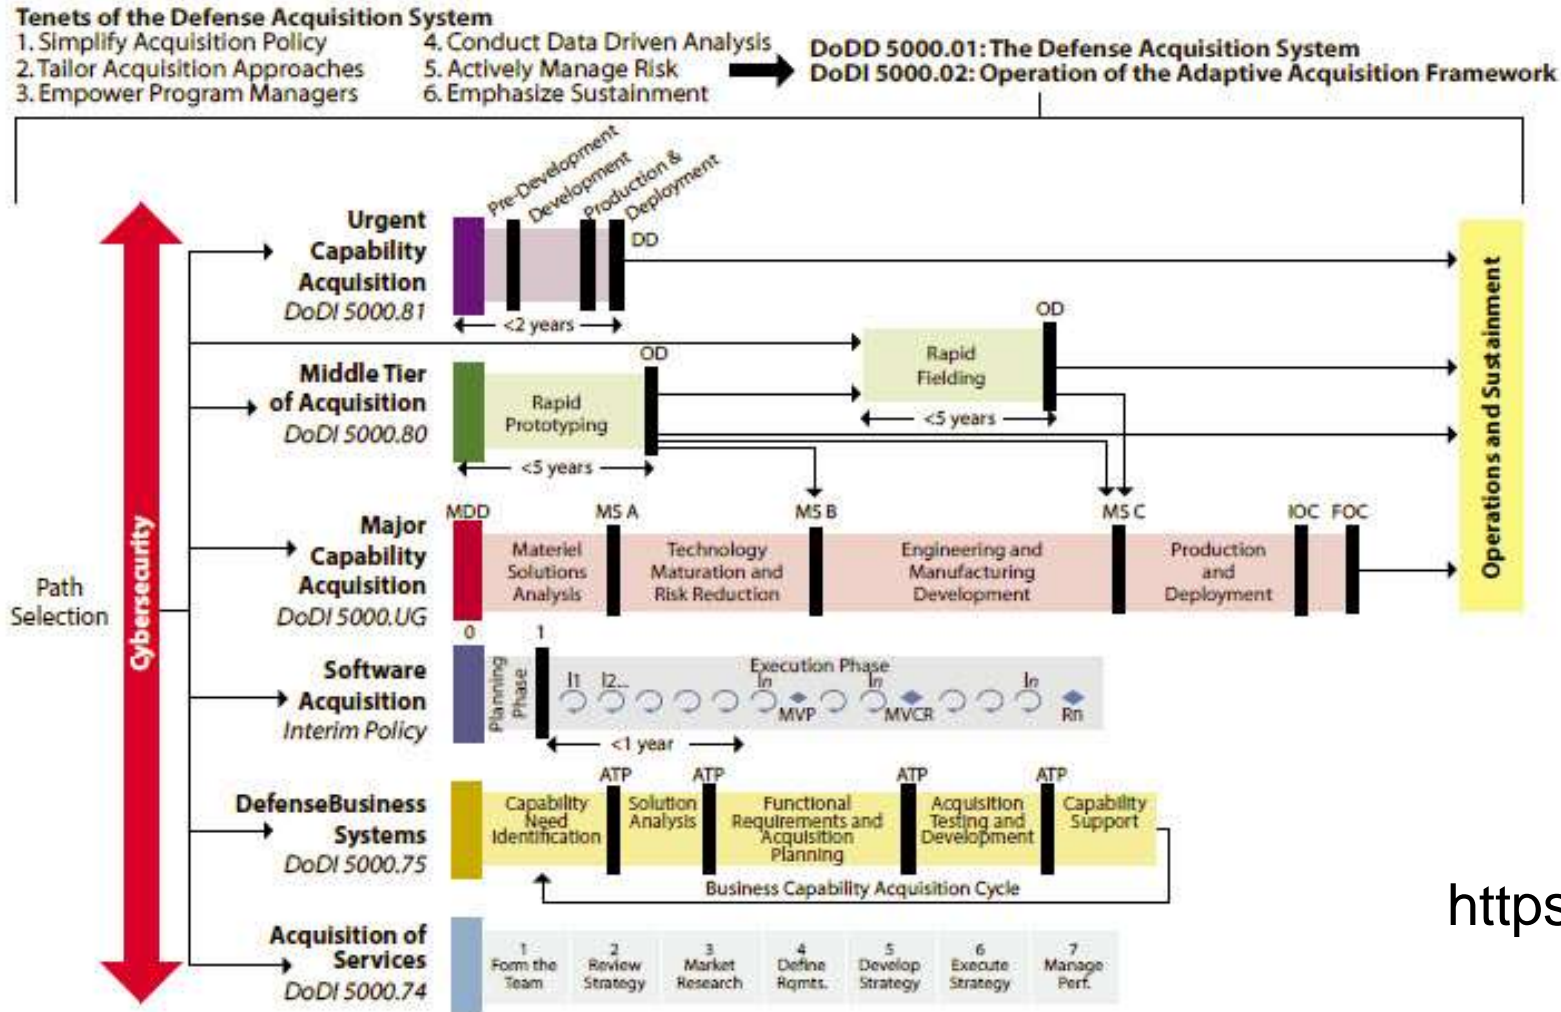 Tenets of the Defense Acquisition System
1. Simplify Acquisition Policy
2. Tailor Acquisition Approaches
3. Empower Program Managers
4. Conduct Data Driven Analysis
5. Actively Manage Risk
6. Emphasize Sustainment
DoDD 5000.01: The Defense Acquisition System
DoDI 5000.02: Operation of the Adaptive Acquisition Framework
Path
Selection
Cybersecurity
Urgent
Capability
Acquisition
DoDI 5000.81
Pre-Development
Development
Production &
Deployment
DD
<2 years
Middle Tier
of Acquisition
DoDI 5000.80
Rapid
Prototyping
OD
<5 years
Rapid
Fielding
OD
<5 years
Major
Capability
Acquisition
DoDI 5000.UG
MDD
Materiel
Solutions
Analysis
MS A
Technology
Maturation and
Risk Reduction
MS B
Engineering and
Manufacturing
Development
MS C
Production
and
Deployment
IOC
FOC
Operations and Sustainment
Software
Acquisition
Interim Policy
0
Planning
Phase
1
Execution Phase
I1
I2...
In
MVP
In
MVCR
In
Rn
<1 year
DefenseBusiness
Systems
DoDI 5000.75
Capability
Need
Identification
ATP
Solution
Analysis
ATP
Functional
Requirements and
Acquisition
Planning
ATP
Acquisition
Testing and
Development
ATP
Capability
Support
Business Capability Acquisition Cycle
Acquisition of
Services
DoDI 5000.74
1
Form the
Team
2
Review
Strategy
3
Market
Research
4
Define
Rqmts.
5
Develop
Strategy
6
Execute
Strategy
7
Manage
Perf.
https